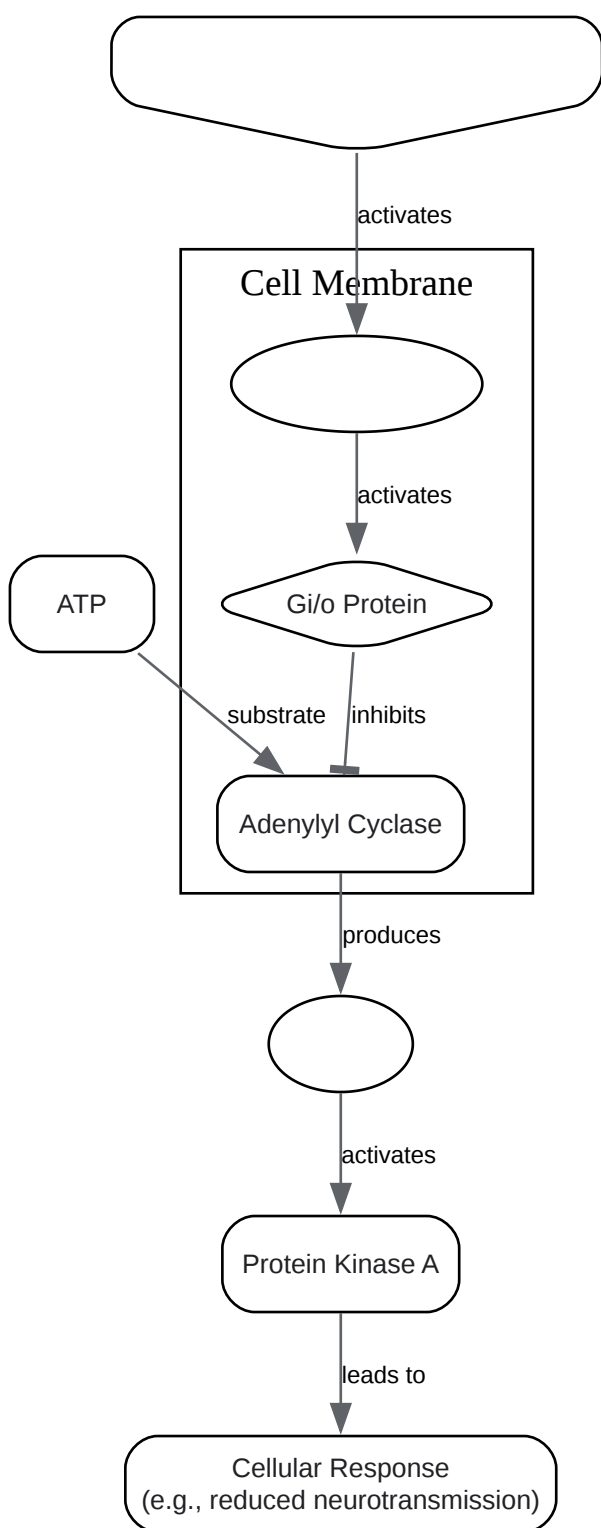 activates
Cell Membrane
activates
ATP
Gi/o Protein
substrate
inhibits
Adenylyl Cyclase
produces
activates
Protein Kinase A
leads to
Cellular Response
(e.g., reduced neurotransmission)